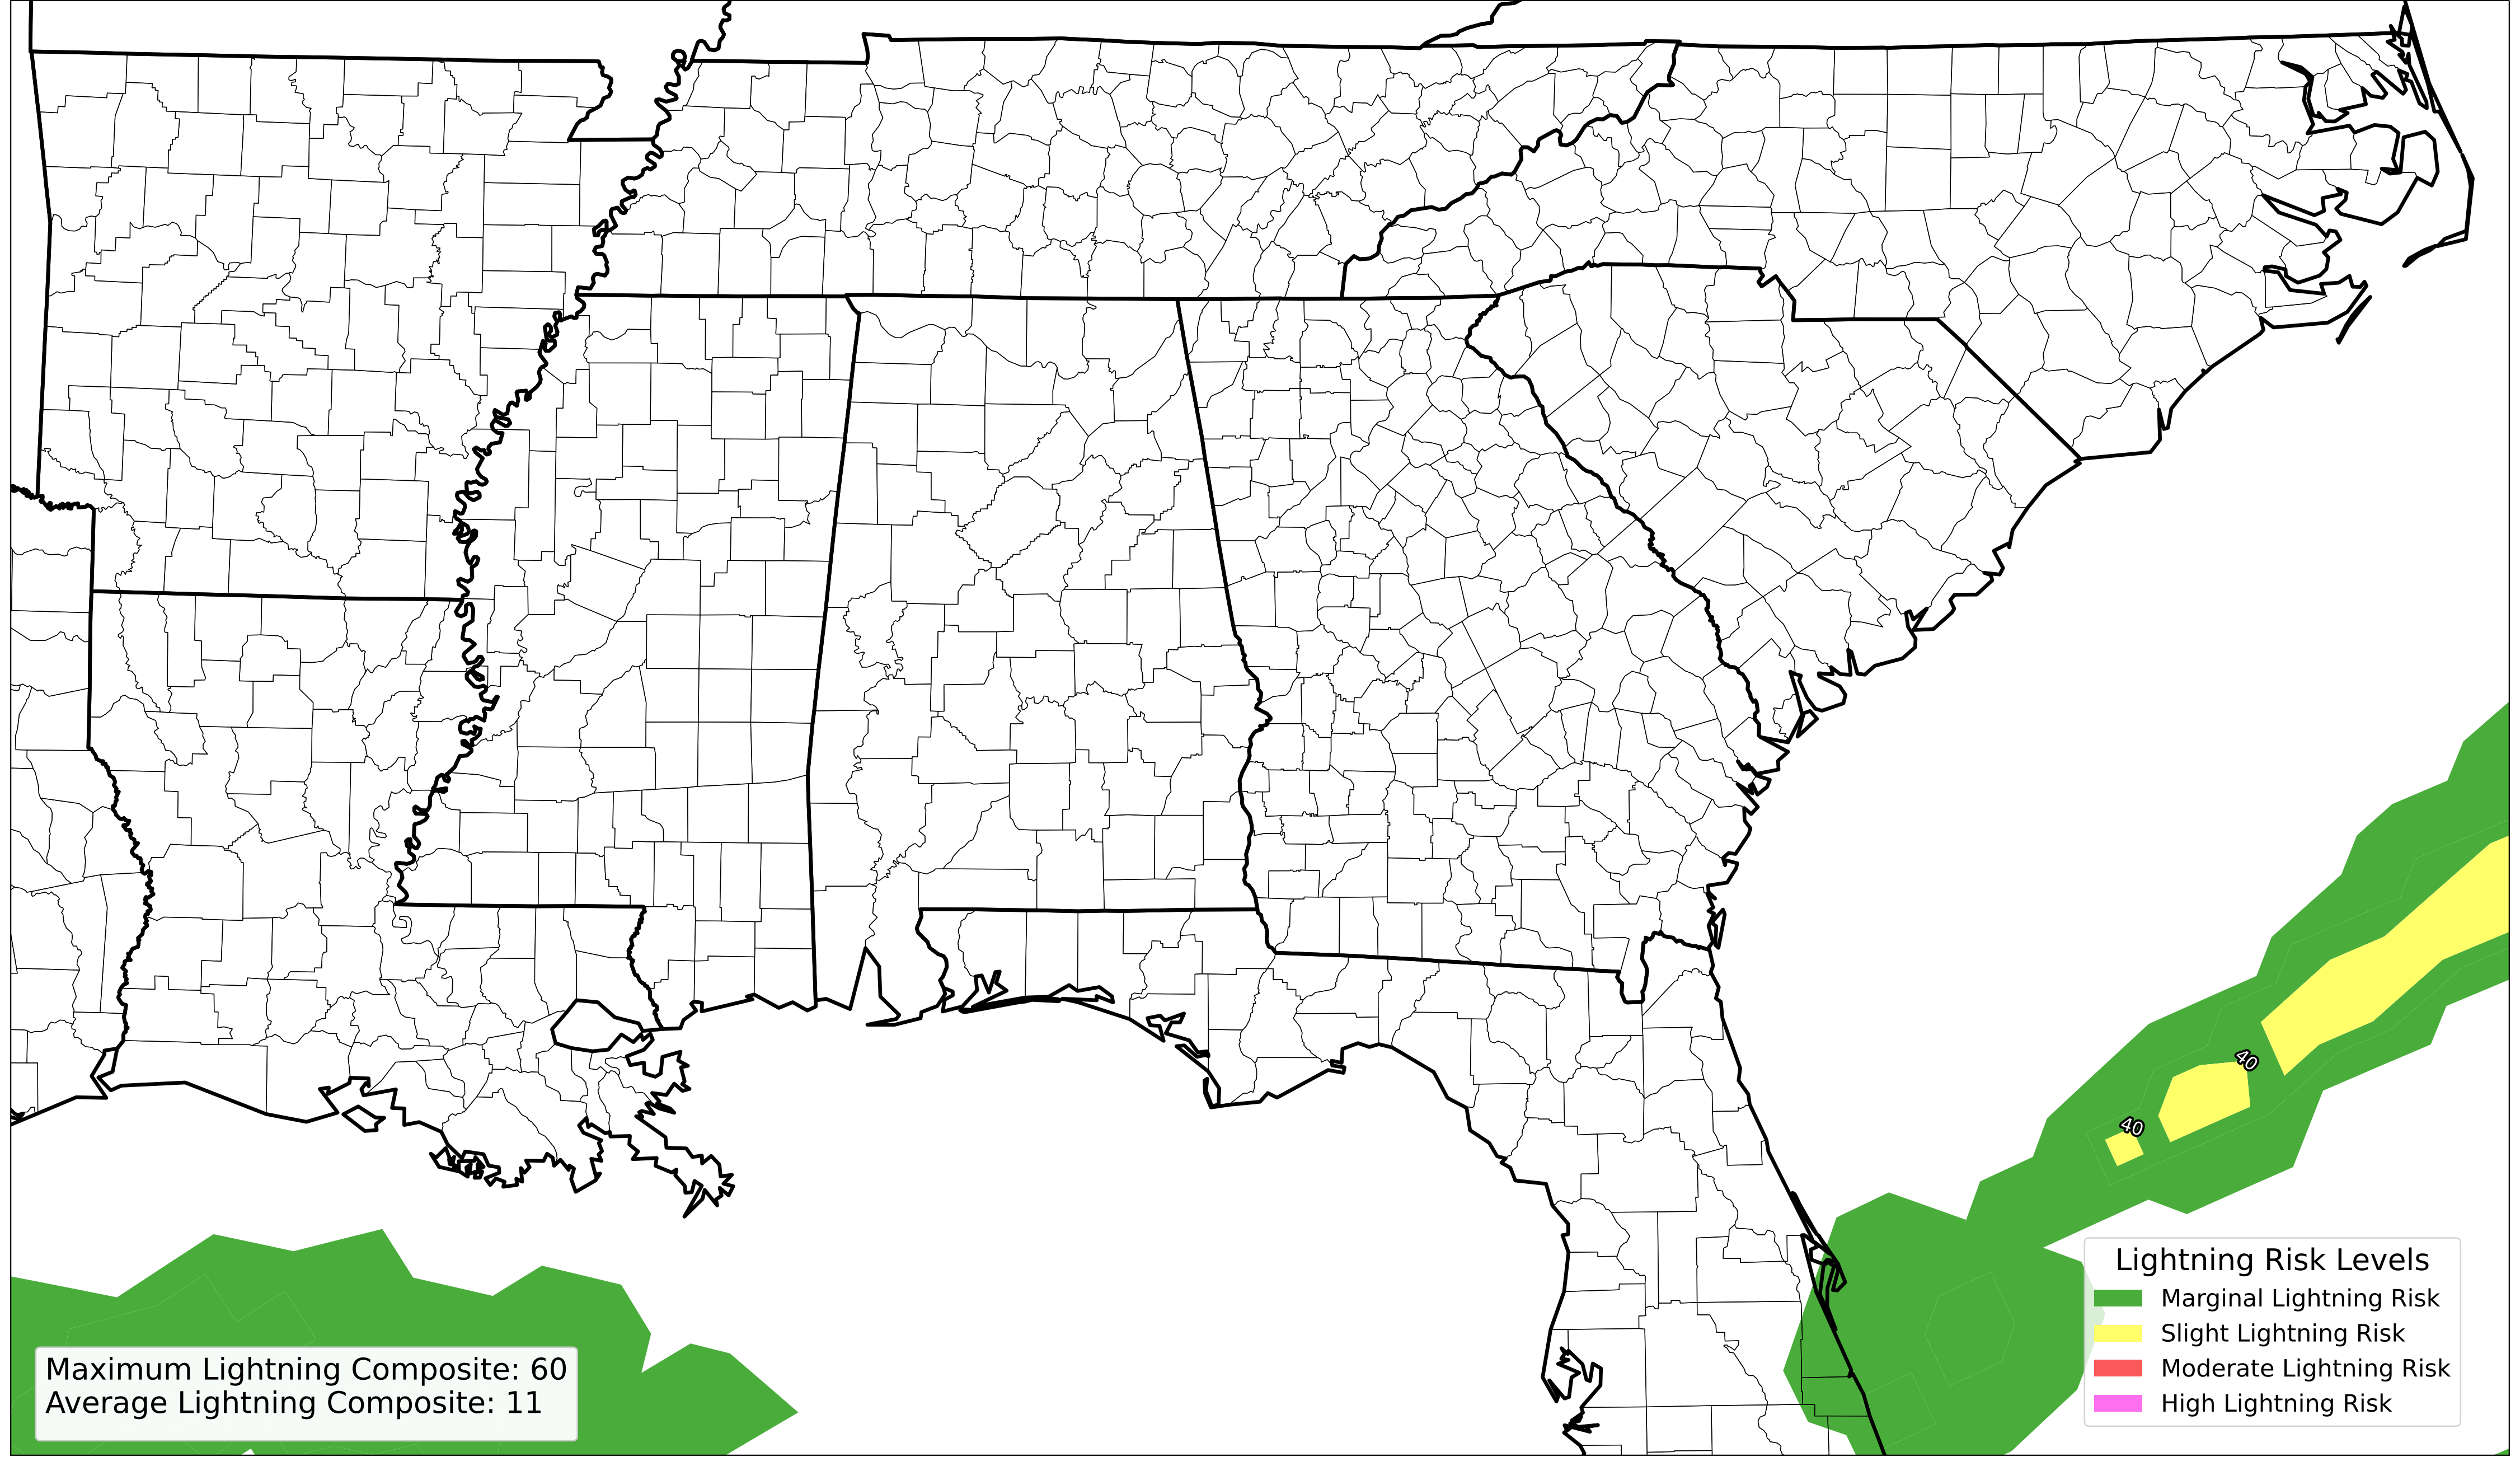 40
40
Lightning Risk Levels
Marginal Lightning Risk
Slight Lightning Risk
Moderate Lightning Risk
High Lightning Risk
Maximum Lightning Composite: 60
Average Lightning Composite: 11